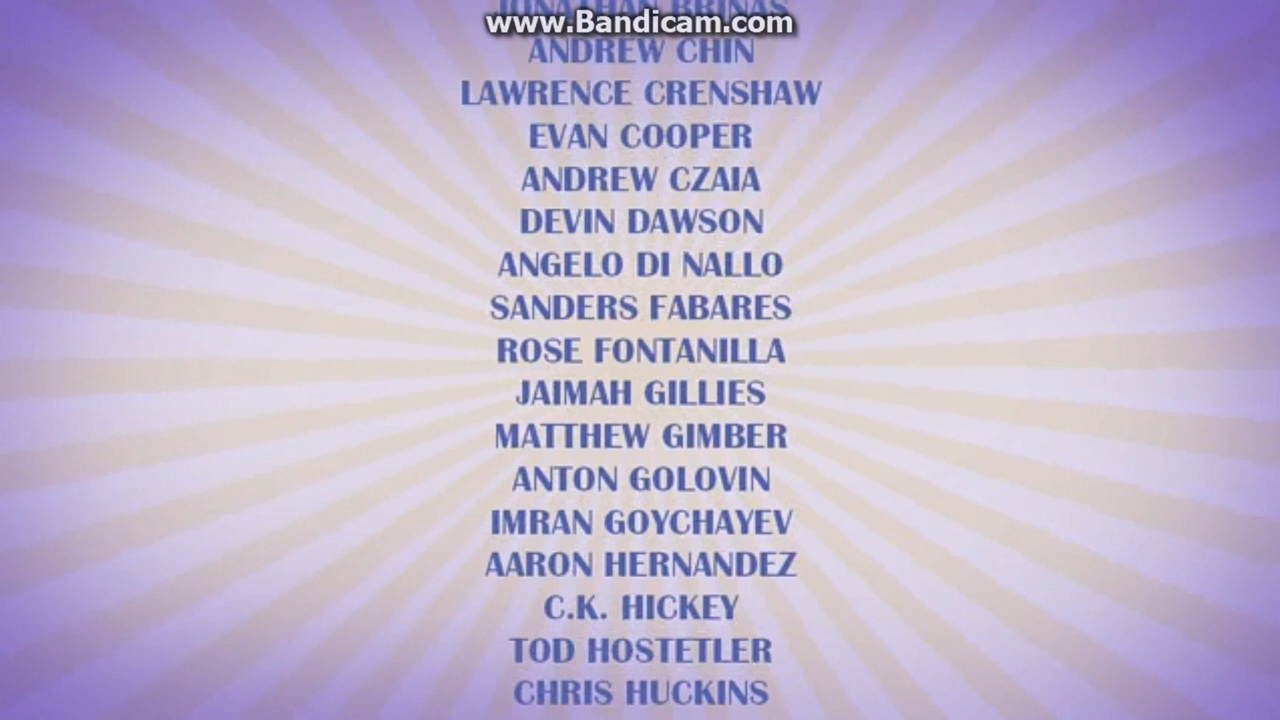 www.Bandicam.com
ANDREW CHIN
LAWRENCE CRENSHAW
EVAN COOPER
ANDREW CZAIA
DEVIN DAWSON
ANGELO DI NALLO
SANDERS FABARES
ROSE FONTANILLA
JAIMAH GILLIES
MATTHEW GIMBER
ANTON GOLOVIN
IMRAN GOYCHAYEV
AARON HERNANDEZ
C.K. HICKEY
TOD HOSTETLER
CHRIS HUCKINS